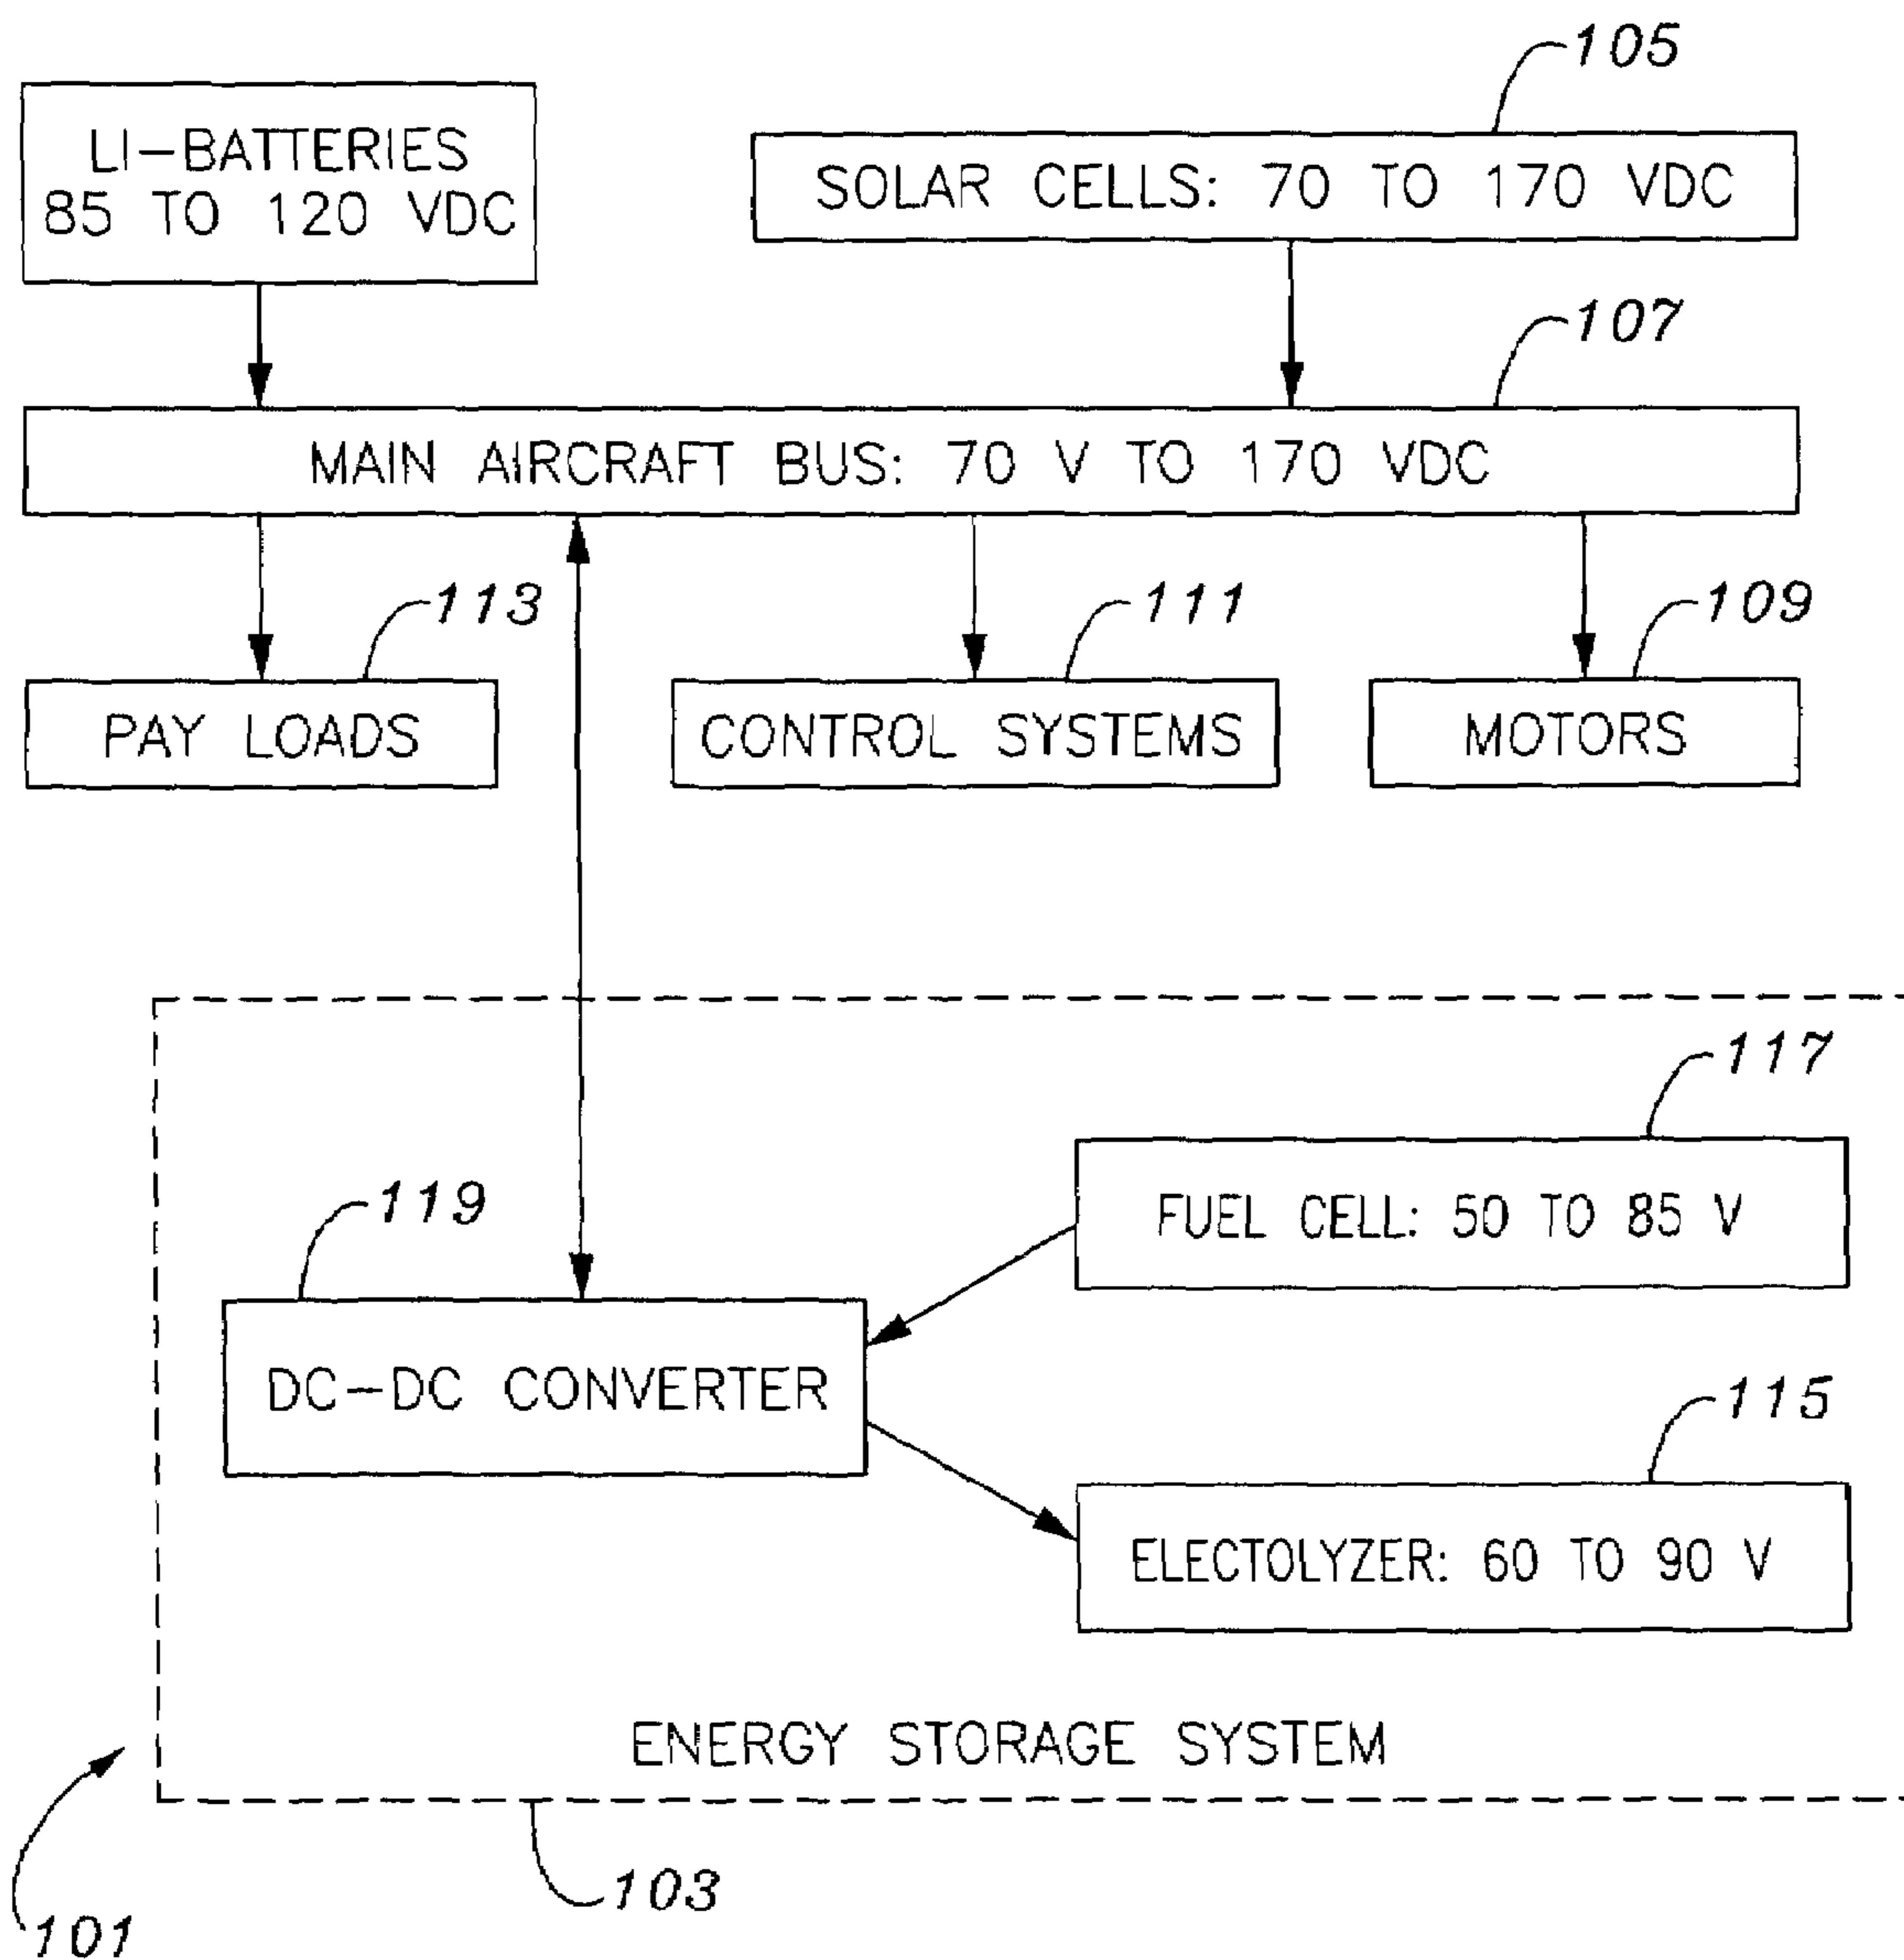 105
LI-BATTERIES
85 TO 120 VDC
SOLAR CELLS: 70 TO 170 VDC
107
MAIN AIRCRAFT BUS: 70 V TO 170 VDC
113
111
109
PAY LOADS
CONTROL SYSTEMS
MOTORS
117
FUEL CELL: 50 TO 85 V
119
DC-DC CONVERTER
115
ELECTOLYZER: 60 TO 90 V
ENERGY STORAGE SYSTEM
103
101